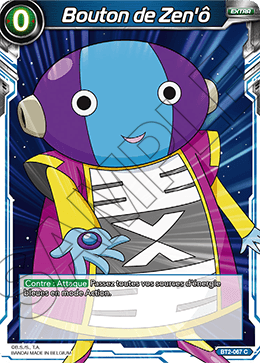 0
Bouton de Zen'ô
EXTRA
SAMPLE
Contre : Attaque Passez toutes vos sources d'énergie
bleues en mode Action.
©B.S./S., T.A.
BANDAI MADE IN BELGIUM
BT2-067 C